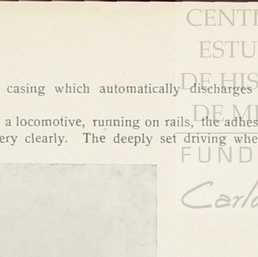 CENT
ESTU
DE HIS
casing which automatically discharges
DE M
a locomotive, running on rails, the adhes
ery clearly. The deeply set driving whe
FUND
Carlo